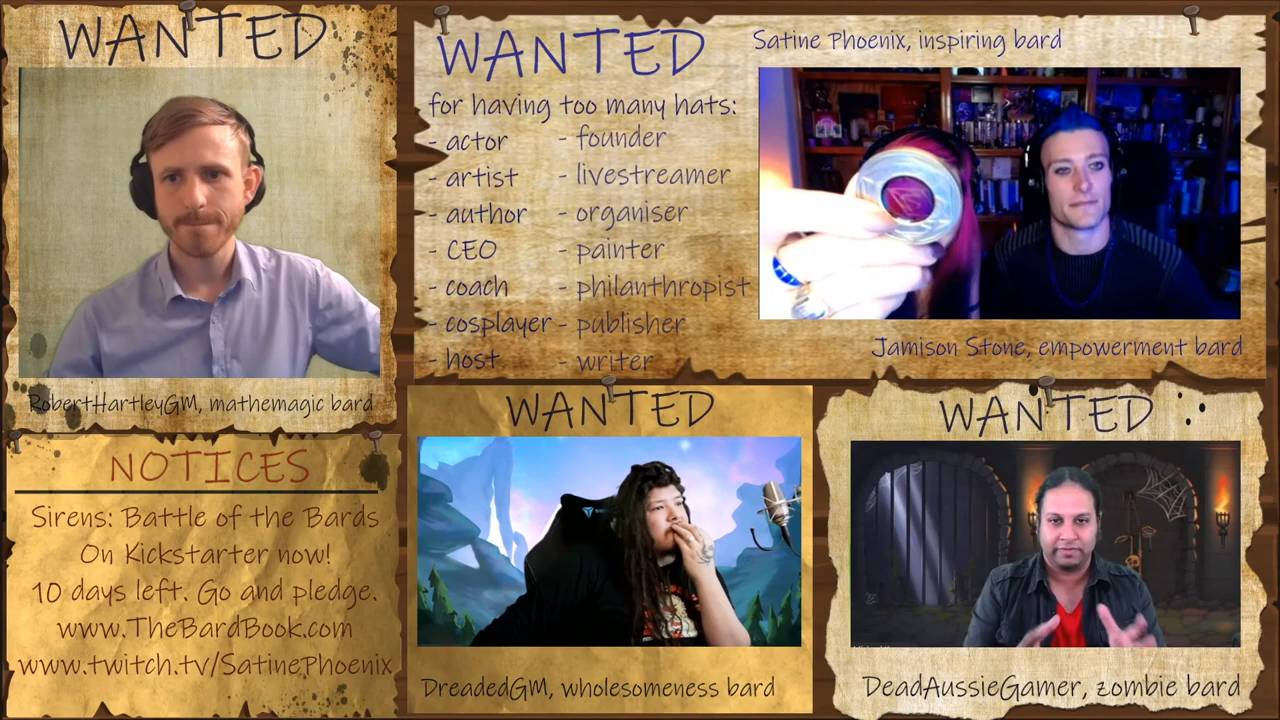 WANTED
RobertHartleyGM, mathemagic bard
NOTICES
Sirens: Battle of the Bards
On Kickstarter now!
10 days left. Go and pledge.
www.TheBardBook.com
www.twitch.tv/SatinePhoenix
WANTED
for having too many hats:
- actor
- artist
- author
- CEO
- coach
- cosplayer
- host
- founder
- livestreamer
- organiser
- painter
- philanthropist
- publisher
- writer
Satine Phoenix, inspiring bard
Jamison Stone, empowerment bard
WANTED
DreadedGM, wholesomeness bard
WANTED
DeadAussieGamer, zombie bard